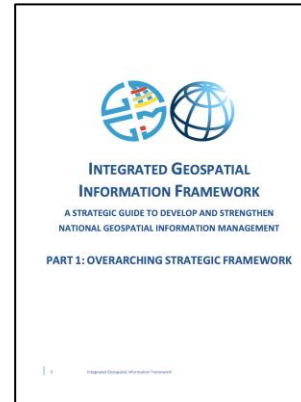 INTEGRATED GEOSPATIAL
INFORMATION FRAMEWORK
A STRATEGIC GUIDE TO DEVELOP AND STRENGTHEN
NATIONAL GEOSPATIAL INFORMATION MANAGEMENT
PART 1: OVERARCHING STRATEGIC FRAMEWORK
Integrated Geospatial Information Framework